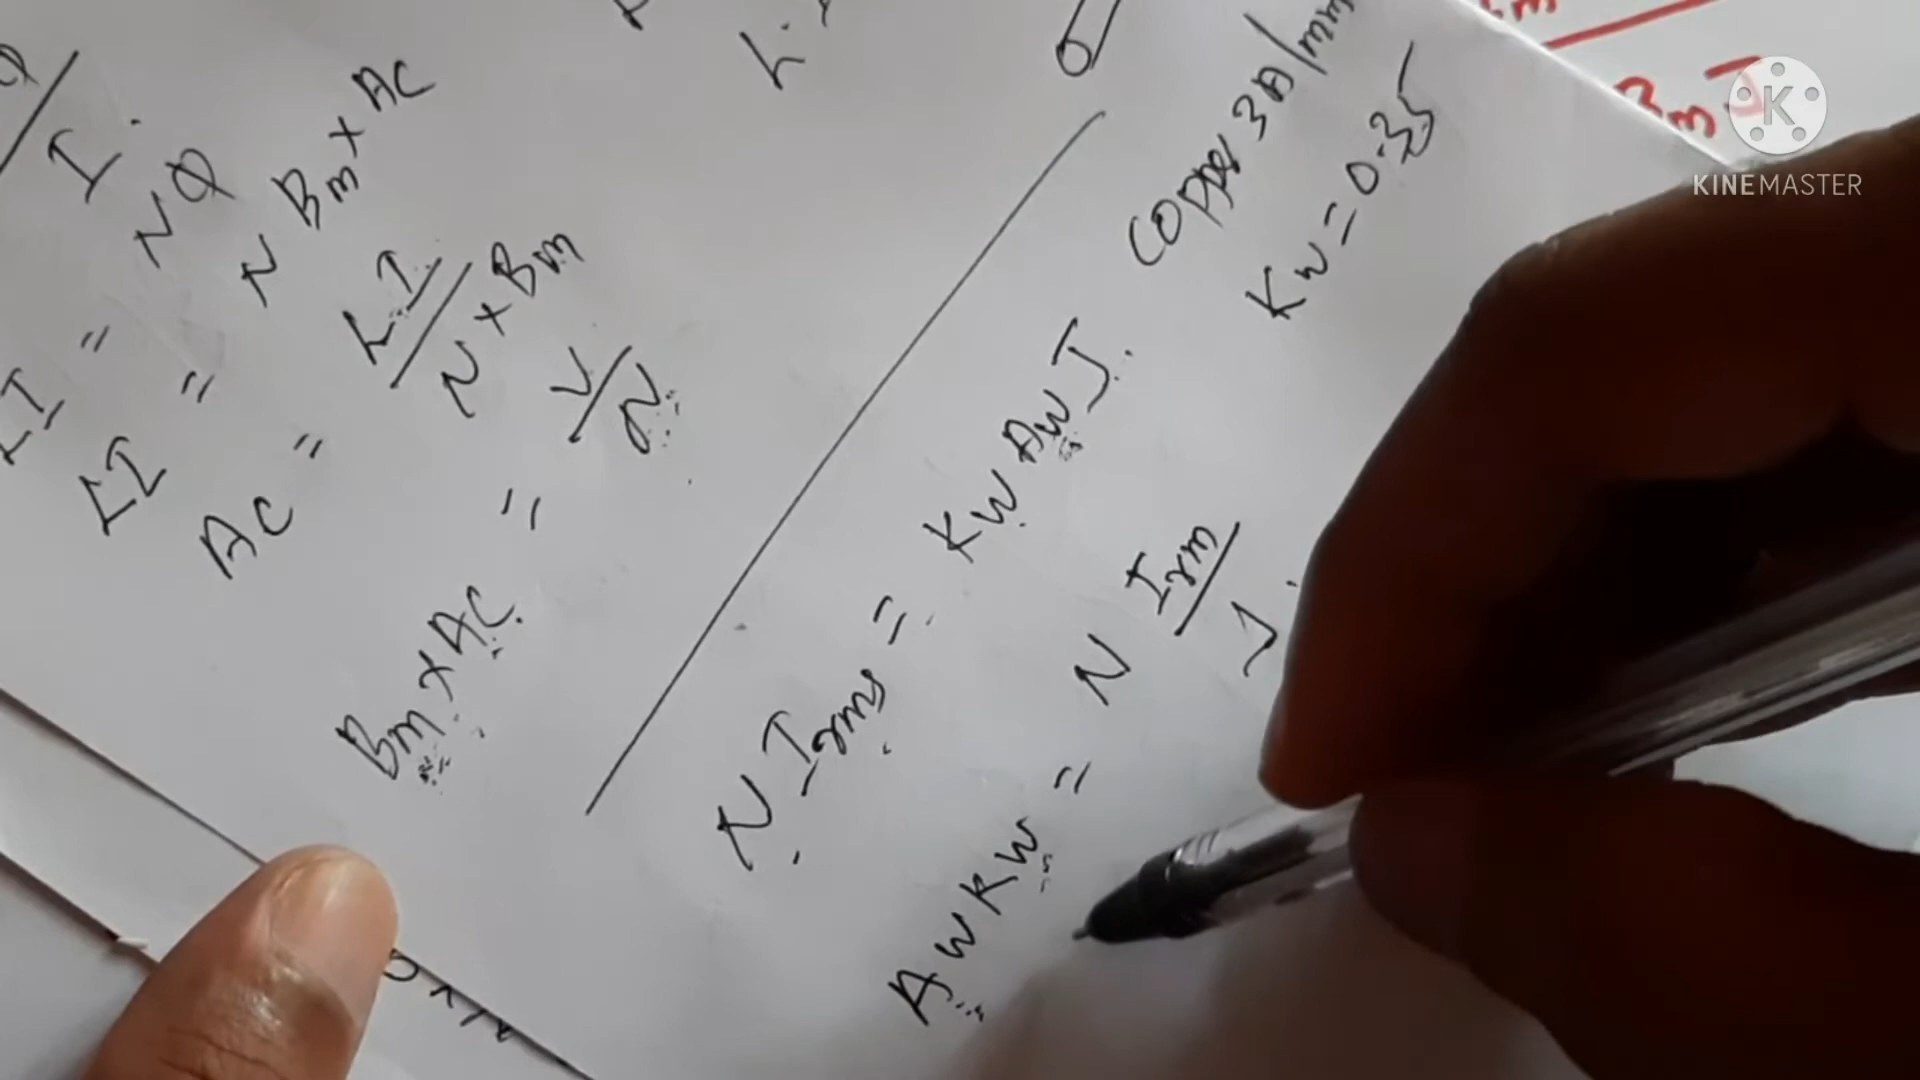 I.
LI = Nφ
LI = N Bm × AC
AC = LI / N × Bm
Bm × AC = V / N
N Irms = Kw Aw J.
Aw Kw = N Irm / J.
Copper 3A/mm
Kw = 0.35
K
KINEMASTER